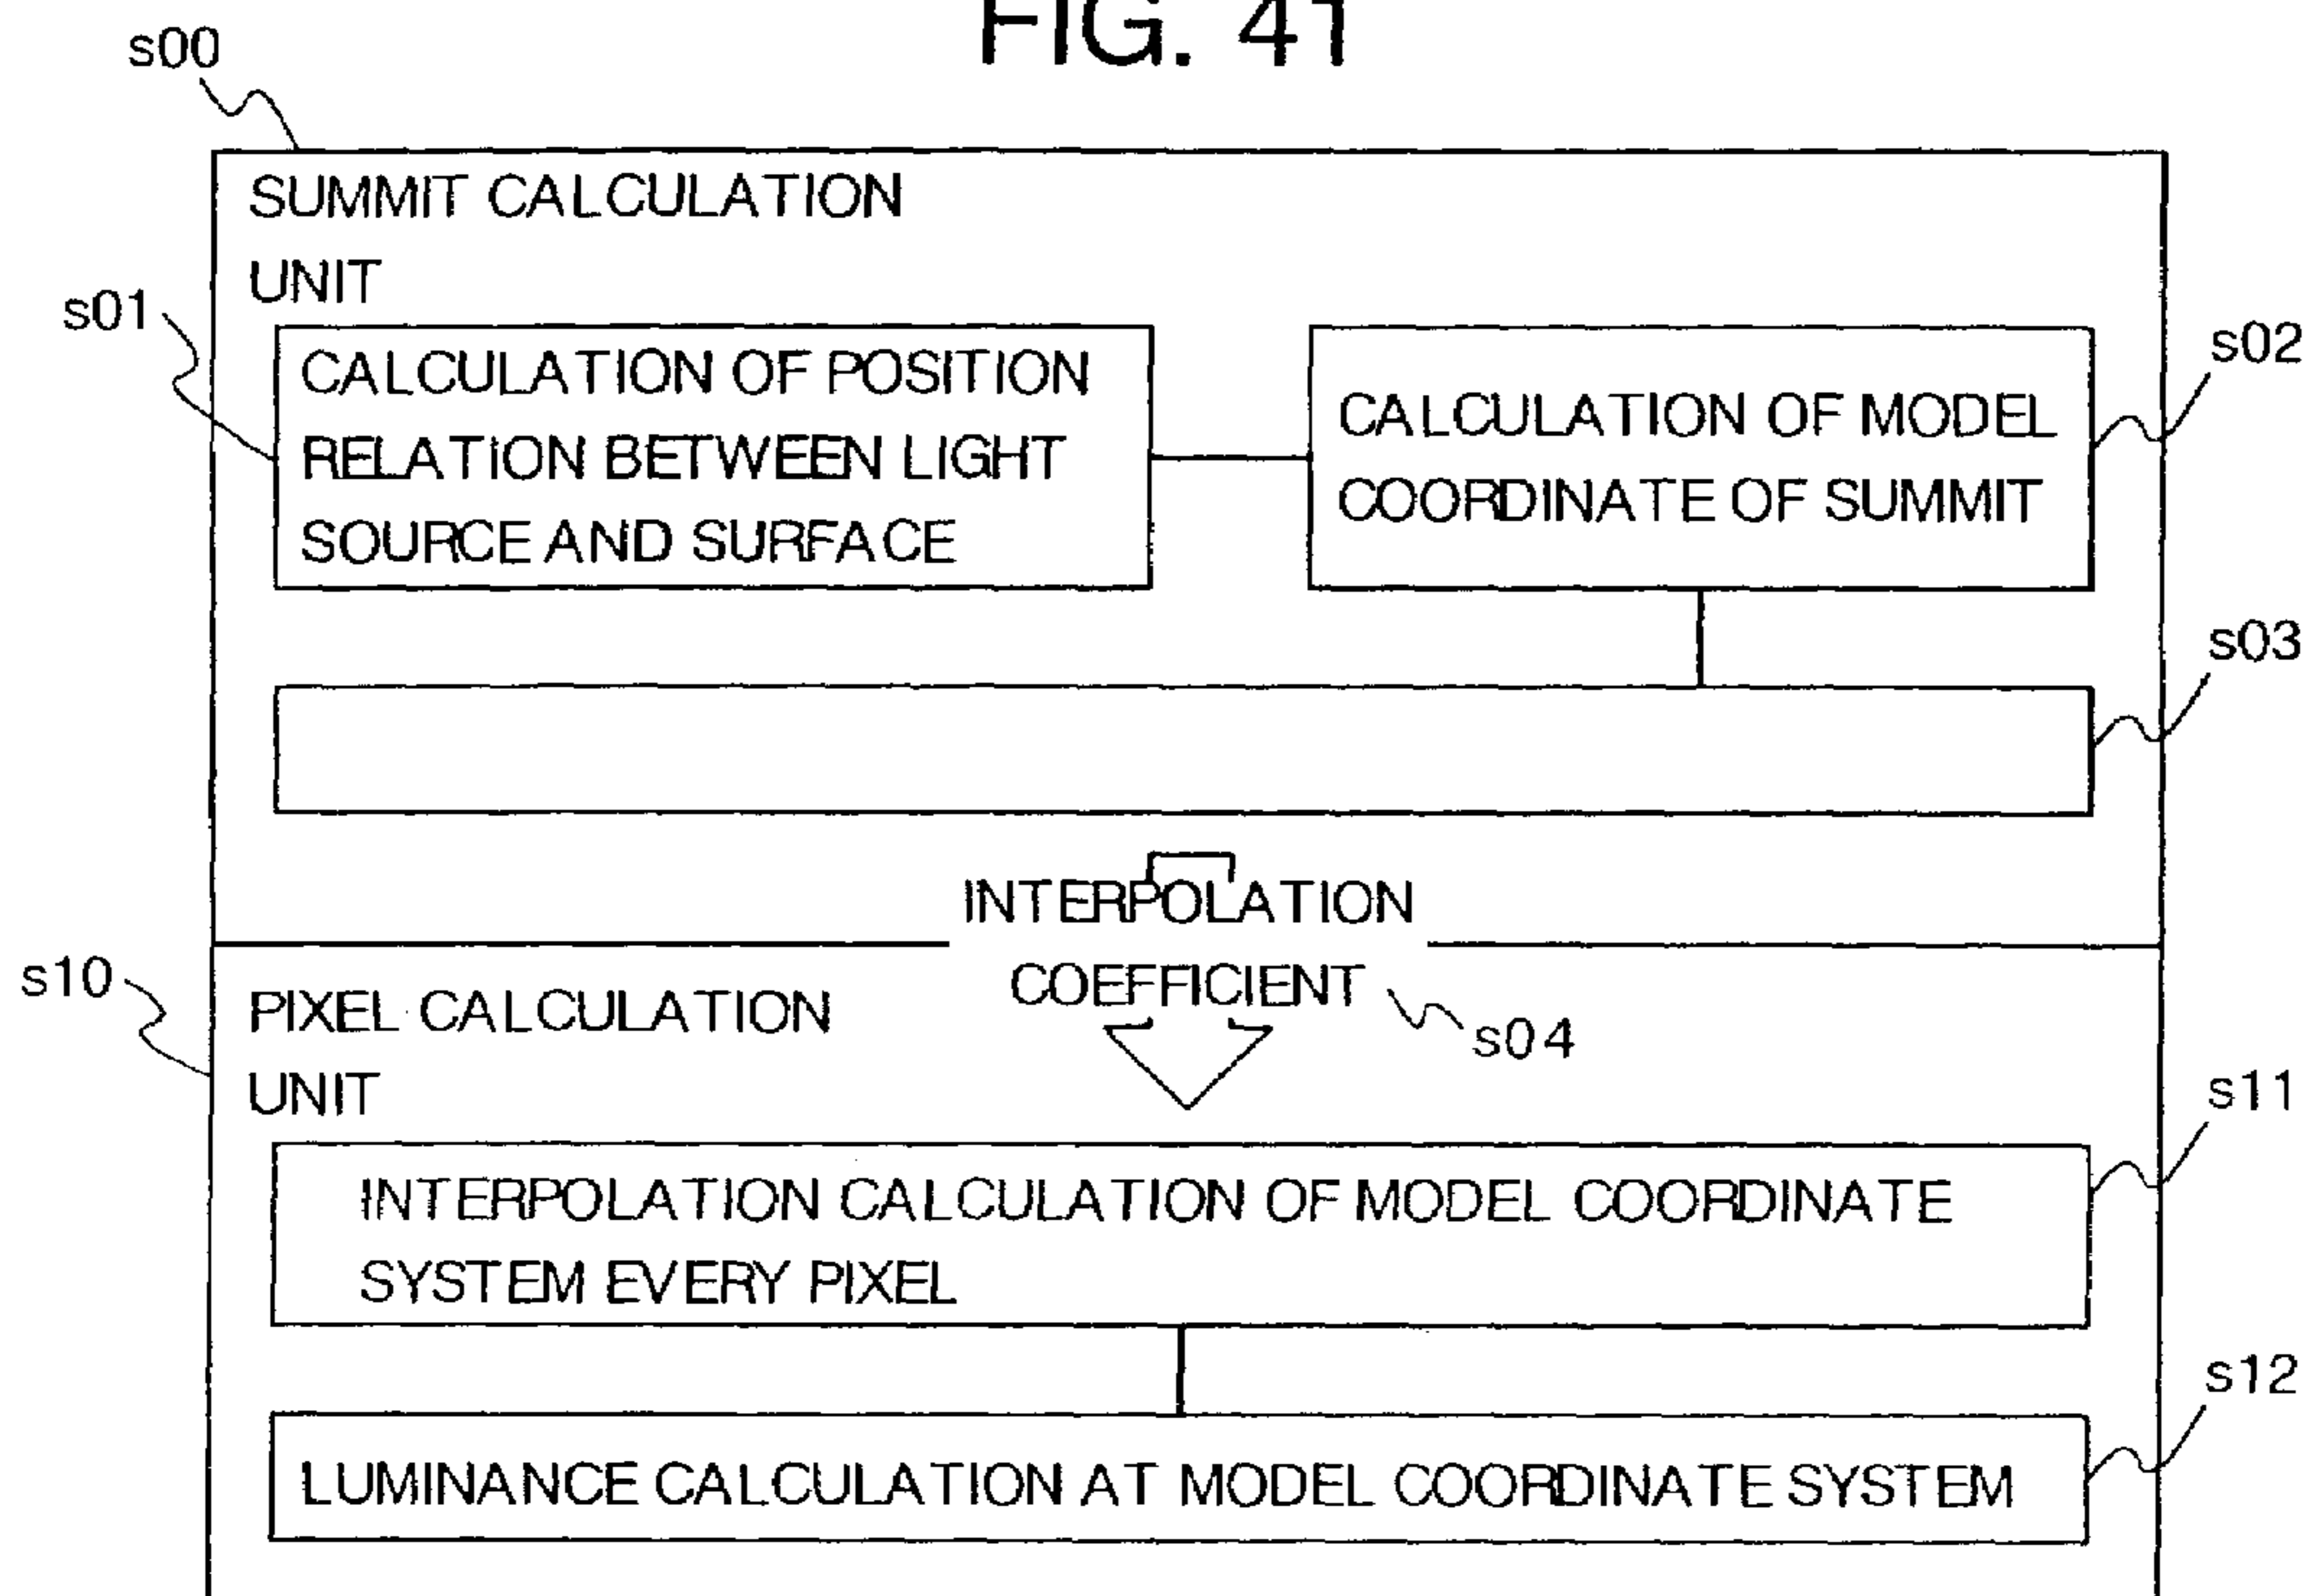 FIG. 41
s00
SUMMIT CALCULATION
UNIT
s01
CALCULATION OF POSITION
RELATION BETWEEN LIGHT
SOURCE AND SURFACE
s02
CALCULATION OF MODEL
COORDINATE OF SUMMIT
s03
INTERPOLATION
COEFFICIENT
s04
s10
PIXEL CALCULATION
UNIT
s11
INTERPOLATION CALCULATION OF MODEL COORDINATE
SYSTEM EVERY PIXEL
s12
LUMINANCE CALCULATION AT MODEL COORDINATE SYSTEM